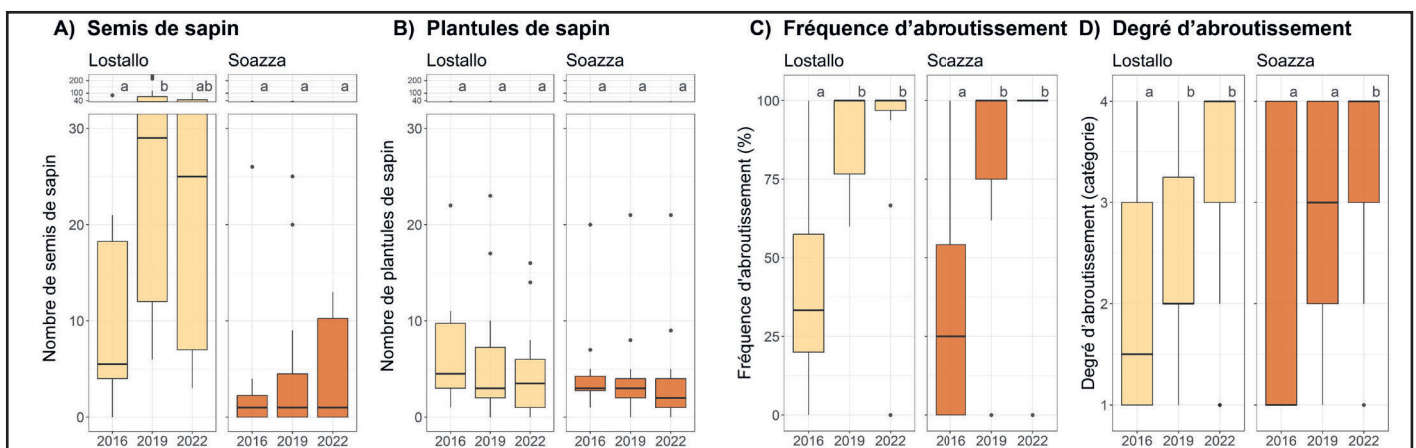 A) Semis de sapin
Lostallo
Soazza
200
100
40
a
b
ab
a
a
a
Nombre de semis de sapin
30
20
10
0
2016
2019
2022
2016
2019
2022
B) Plantules de sapin
Lostallo
Soazza
200
100
40
a
a
a
a
a
a
Nombre de plantules de sapin
30
20
10
0
2016
2019
2022
2016
2019
2022
C) Fréquence d’abroutissement
Lostallo
Scazza
a
b
b
a
b
b
Fréquence d’abroutissement (%)
100
75
50
25
0
2016
2019
2022
2016
2019
2022
D) Degré d’abroutissement
Lostallo
Soazza
a
b
b
a
a
b
Degré d’abroutissement (catégorie)
4
3
2
1
2016
2019
2022
2016
2019
2022